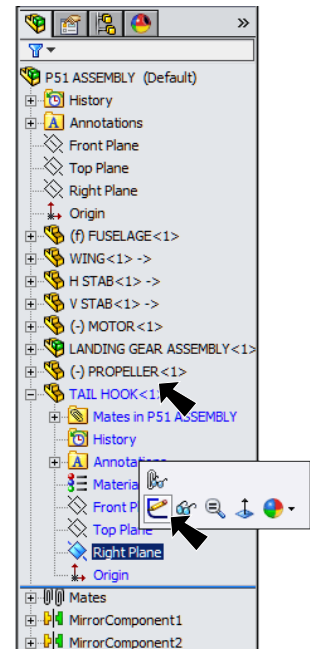 »
P51 ASSEMBLY (Default)
History
A Annotations
Front Plane
Top Plane
Right Plane
Origin
(f) FUSELAGE<1>
WING<1> ->
H STAB<1> ->
V STAB<1> ->
(-) MOTOR<1>
LANDING GEAR ASSEMBLY<1>
(-) PROPELLER<1>
TAIL HOOK<1
Mates in P51 ASSEMBLY
History
A Annotat
Materia
Front P
Top Plane
Right Plane
Origin
Mates
MirrorComponent1
MirrorComponent2